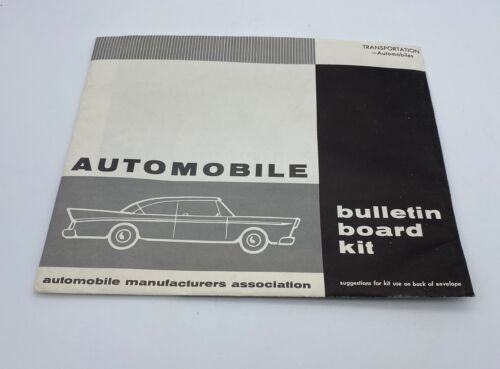 TRANSPORTATION
—Automobiles
AUTOMOBILE
bulletin
board
kit
automobile manufacturers association
suggestions for kit use on back of envelope